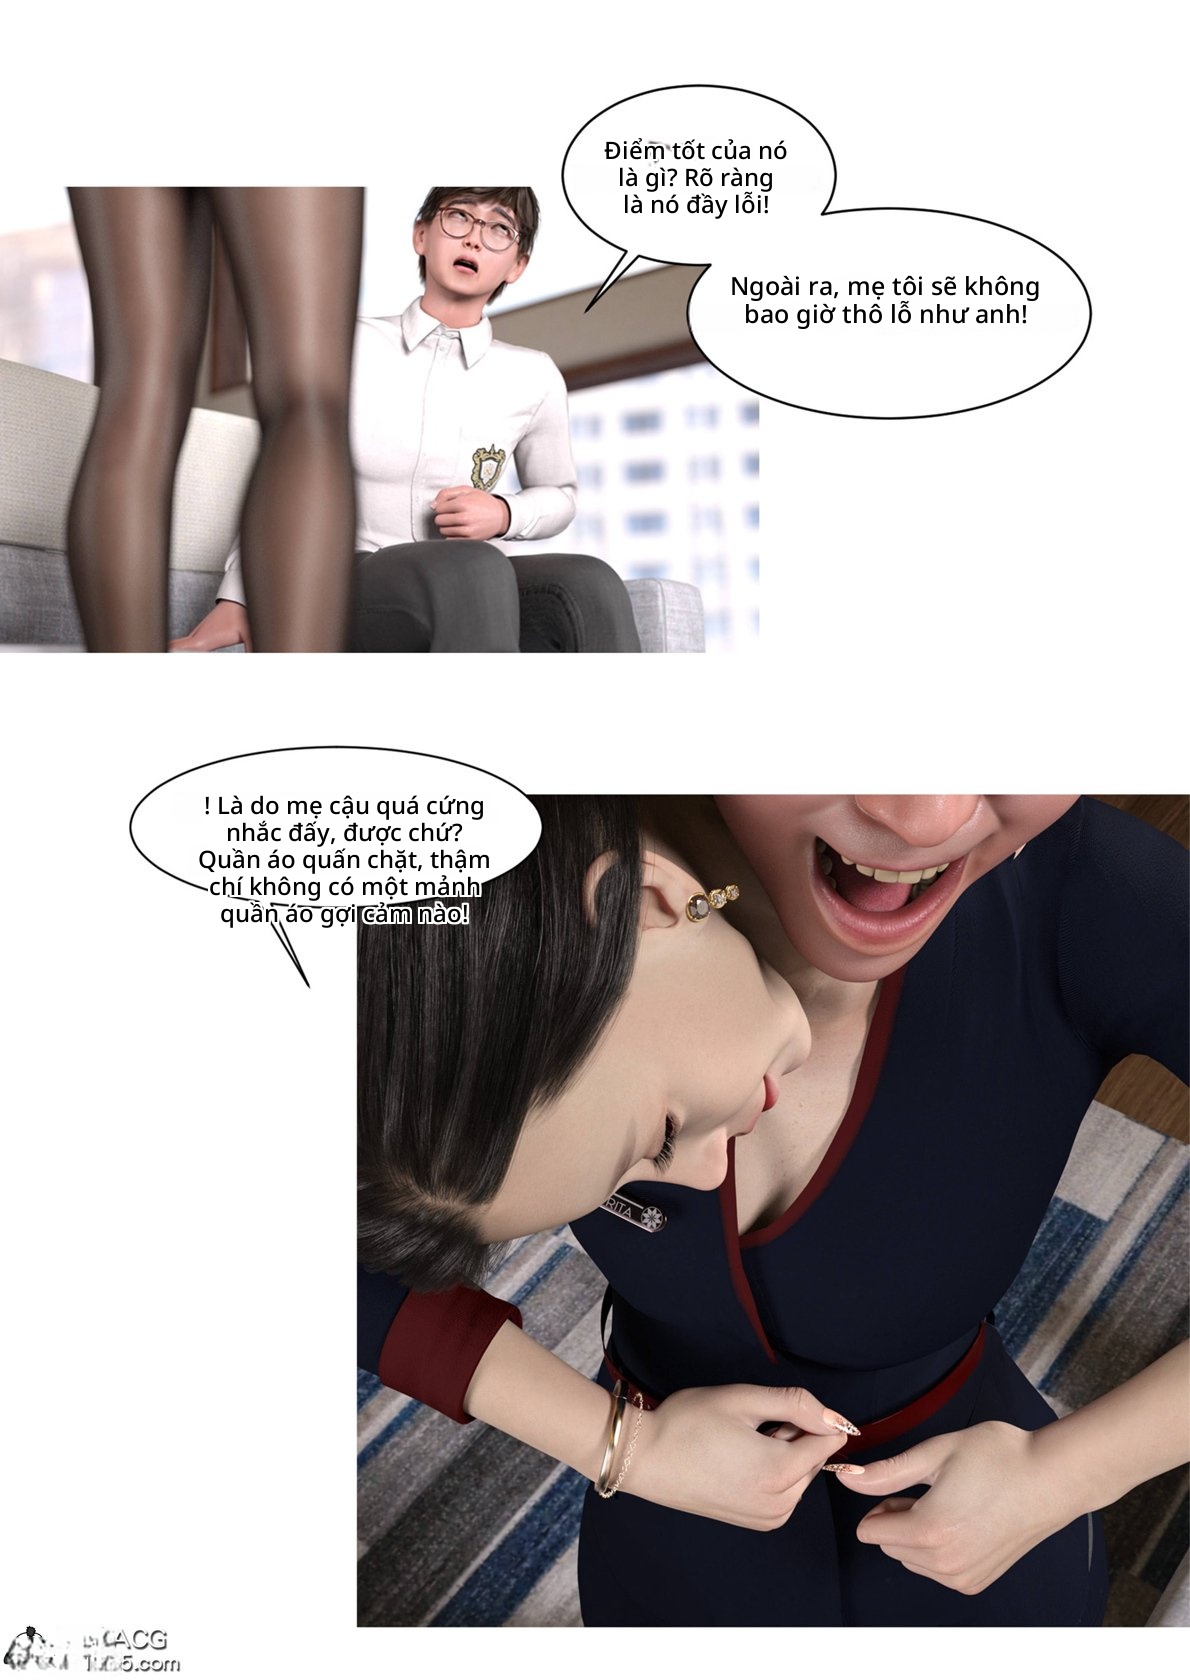 Điểm tốt của nó
là gì? Rõ ràng
là nó đầy lỗi!
Ngoài ra, mẹ tôi sẽ không
bao giờ thô lỗ như anh!
! Là do mẹ cậu quá cứng
nhắc đấy, được chứ?
Quần áo quấn chặt, thậm
chí không có một mảnh
quần áo gợi cảm nào!
RITA
ACG
5.com